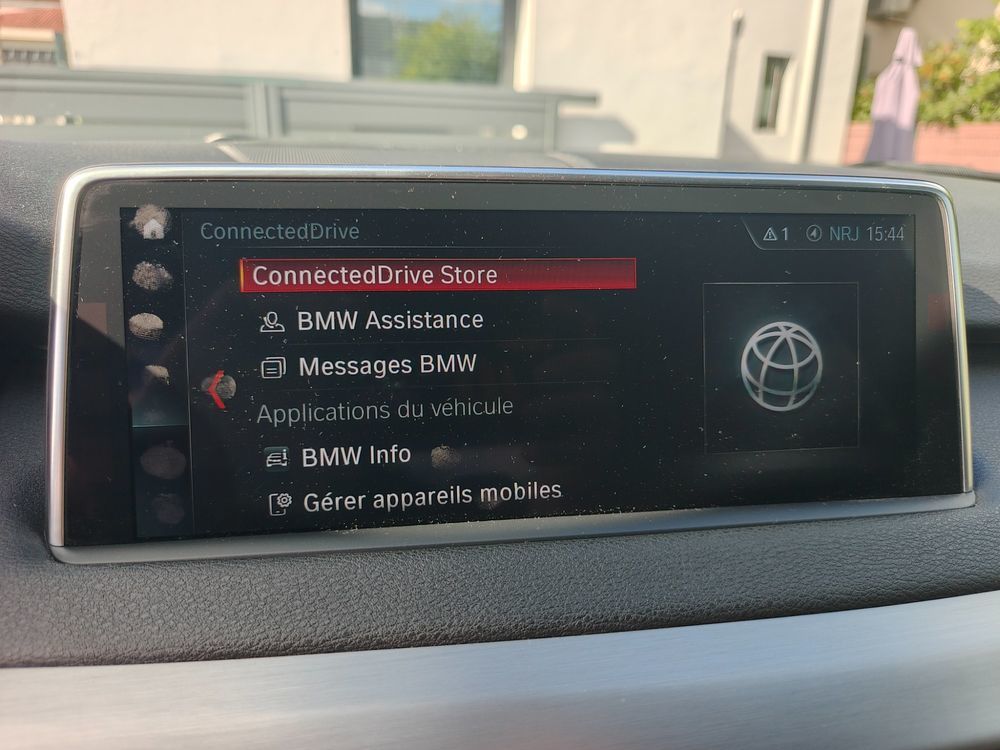 ConnectedDrive
1 NRJ 15:44
ConnectedDrive Store
BMW Assistance
Messages BMW
Applications du véhicule
BMW Info
Gérer appareils mobiles